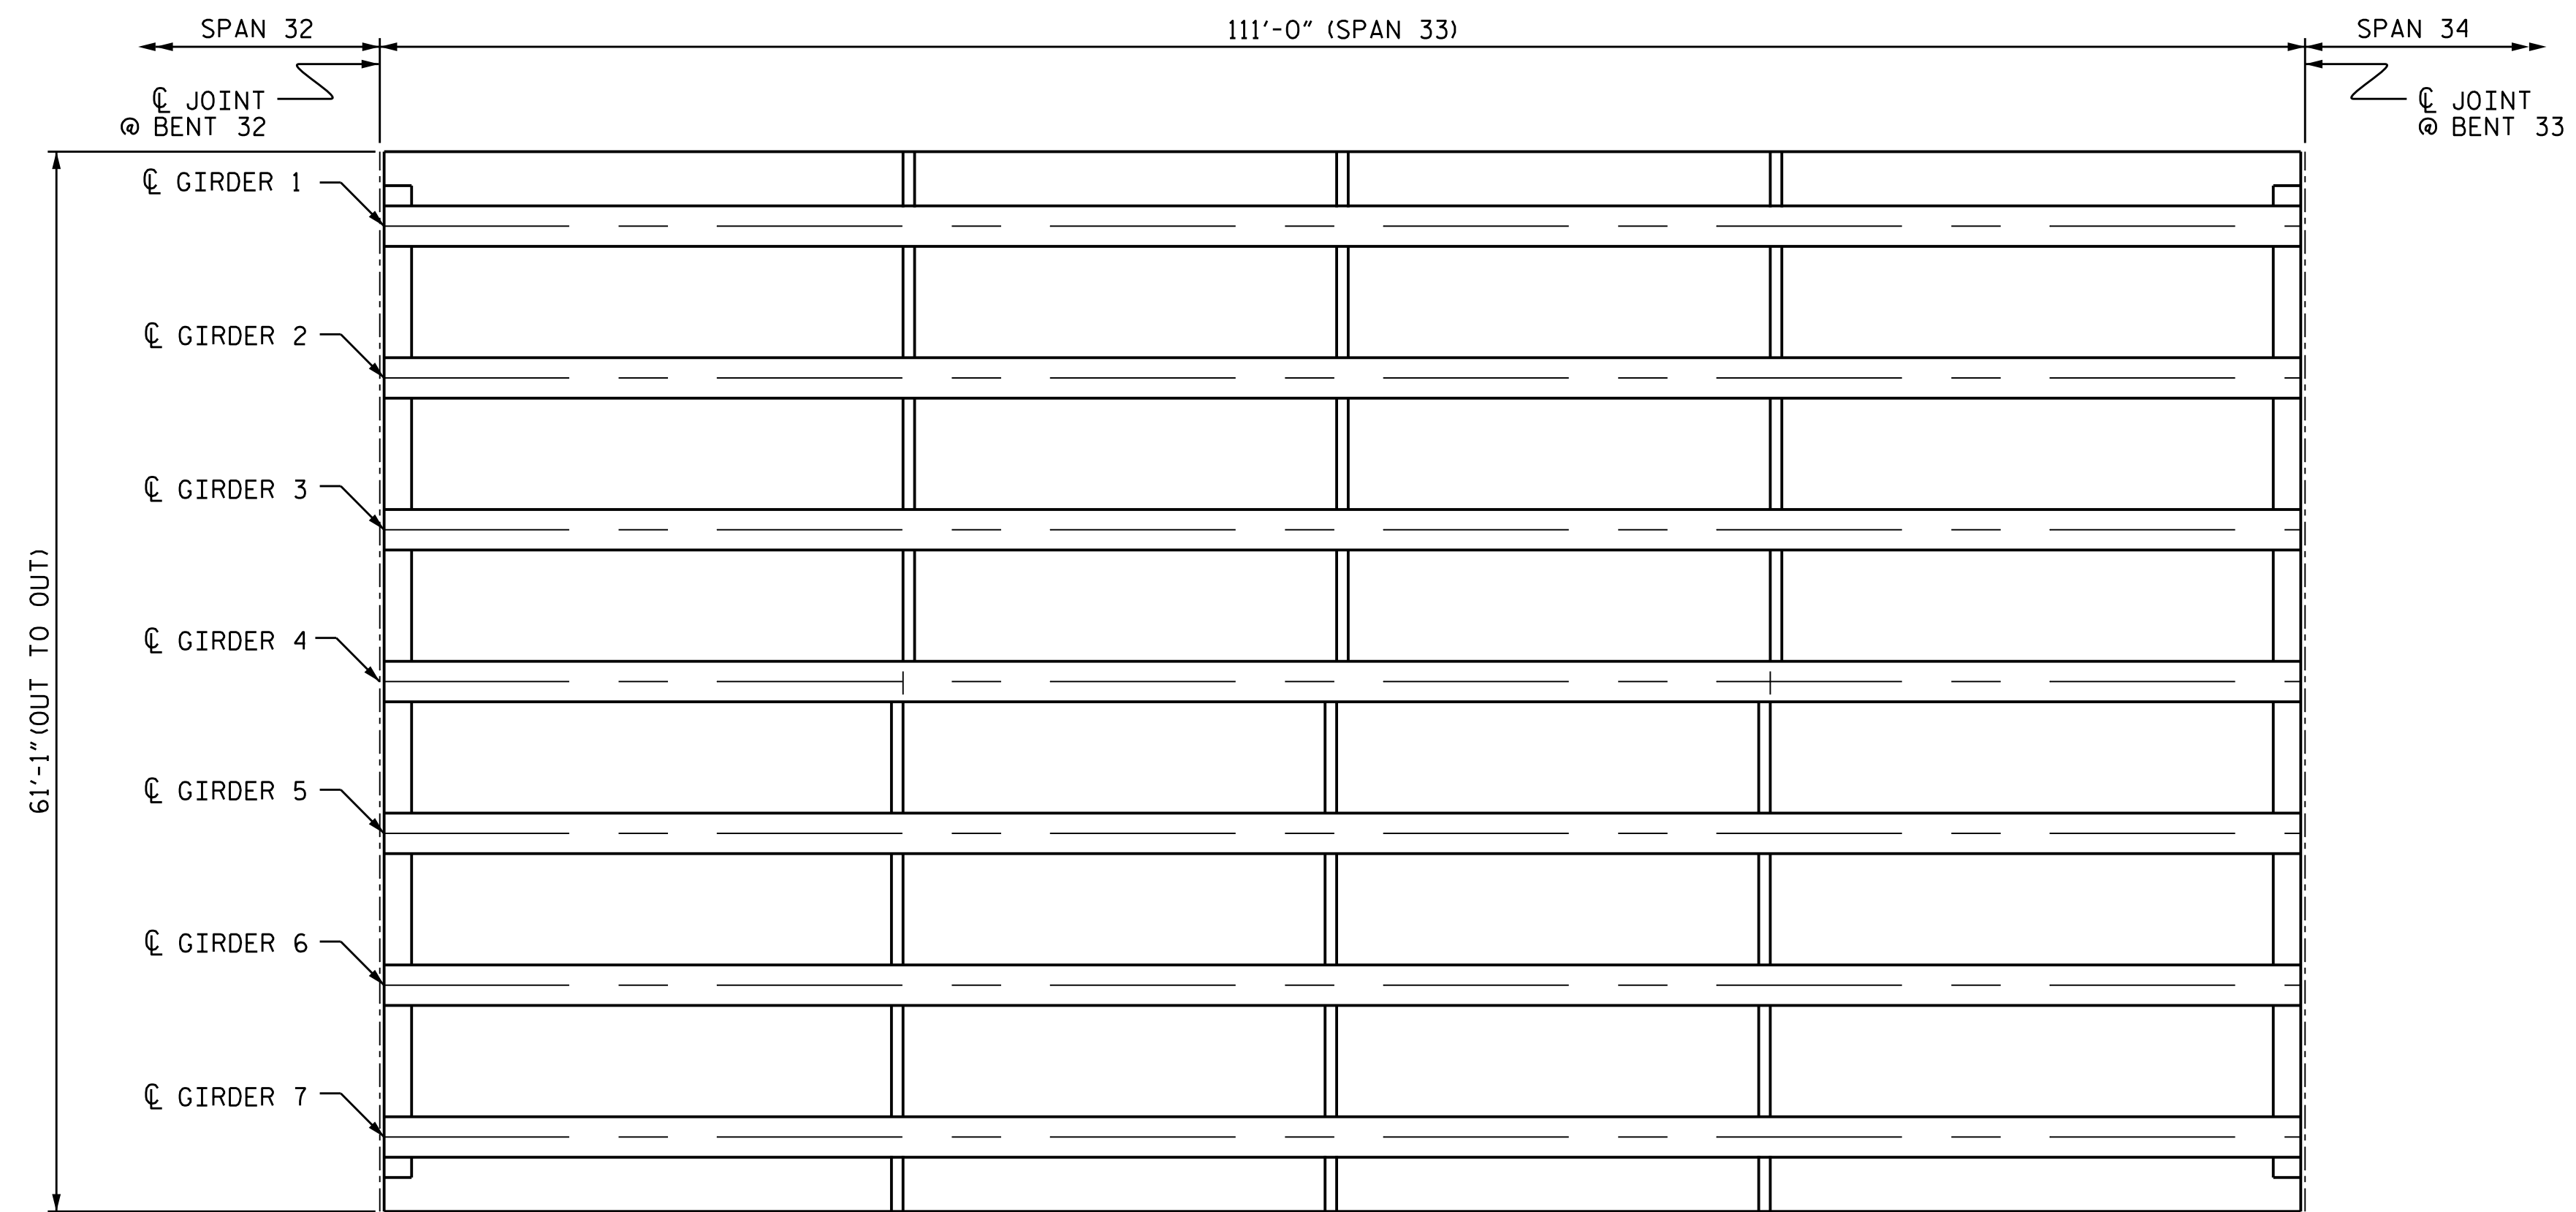 SPAN 32
111'-0" (SPAN 33)
SPAN 34
℄ JOINT
@ BENT 32
℄ JOINT
@ BENT 33
℄ GIRDER 1
℄ GIRDER 2
℄ GIRDER 3
℄ GIRDER 4
℄ GIRDER 5
℄ GIRDER 6
℄ GIRDER 7
61'-1"(OUT TO OUT)